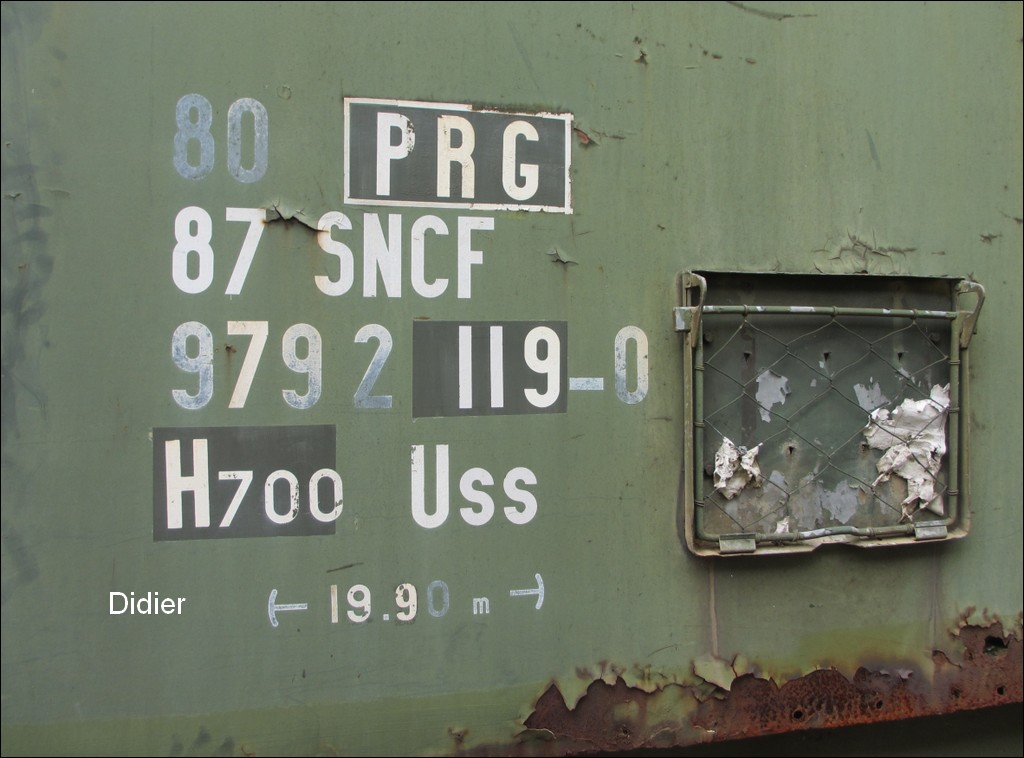 80 PRG
87 SNCF
9792 119-0
H700 Uss
19.90 m
Didier